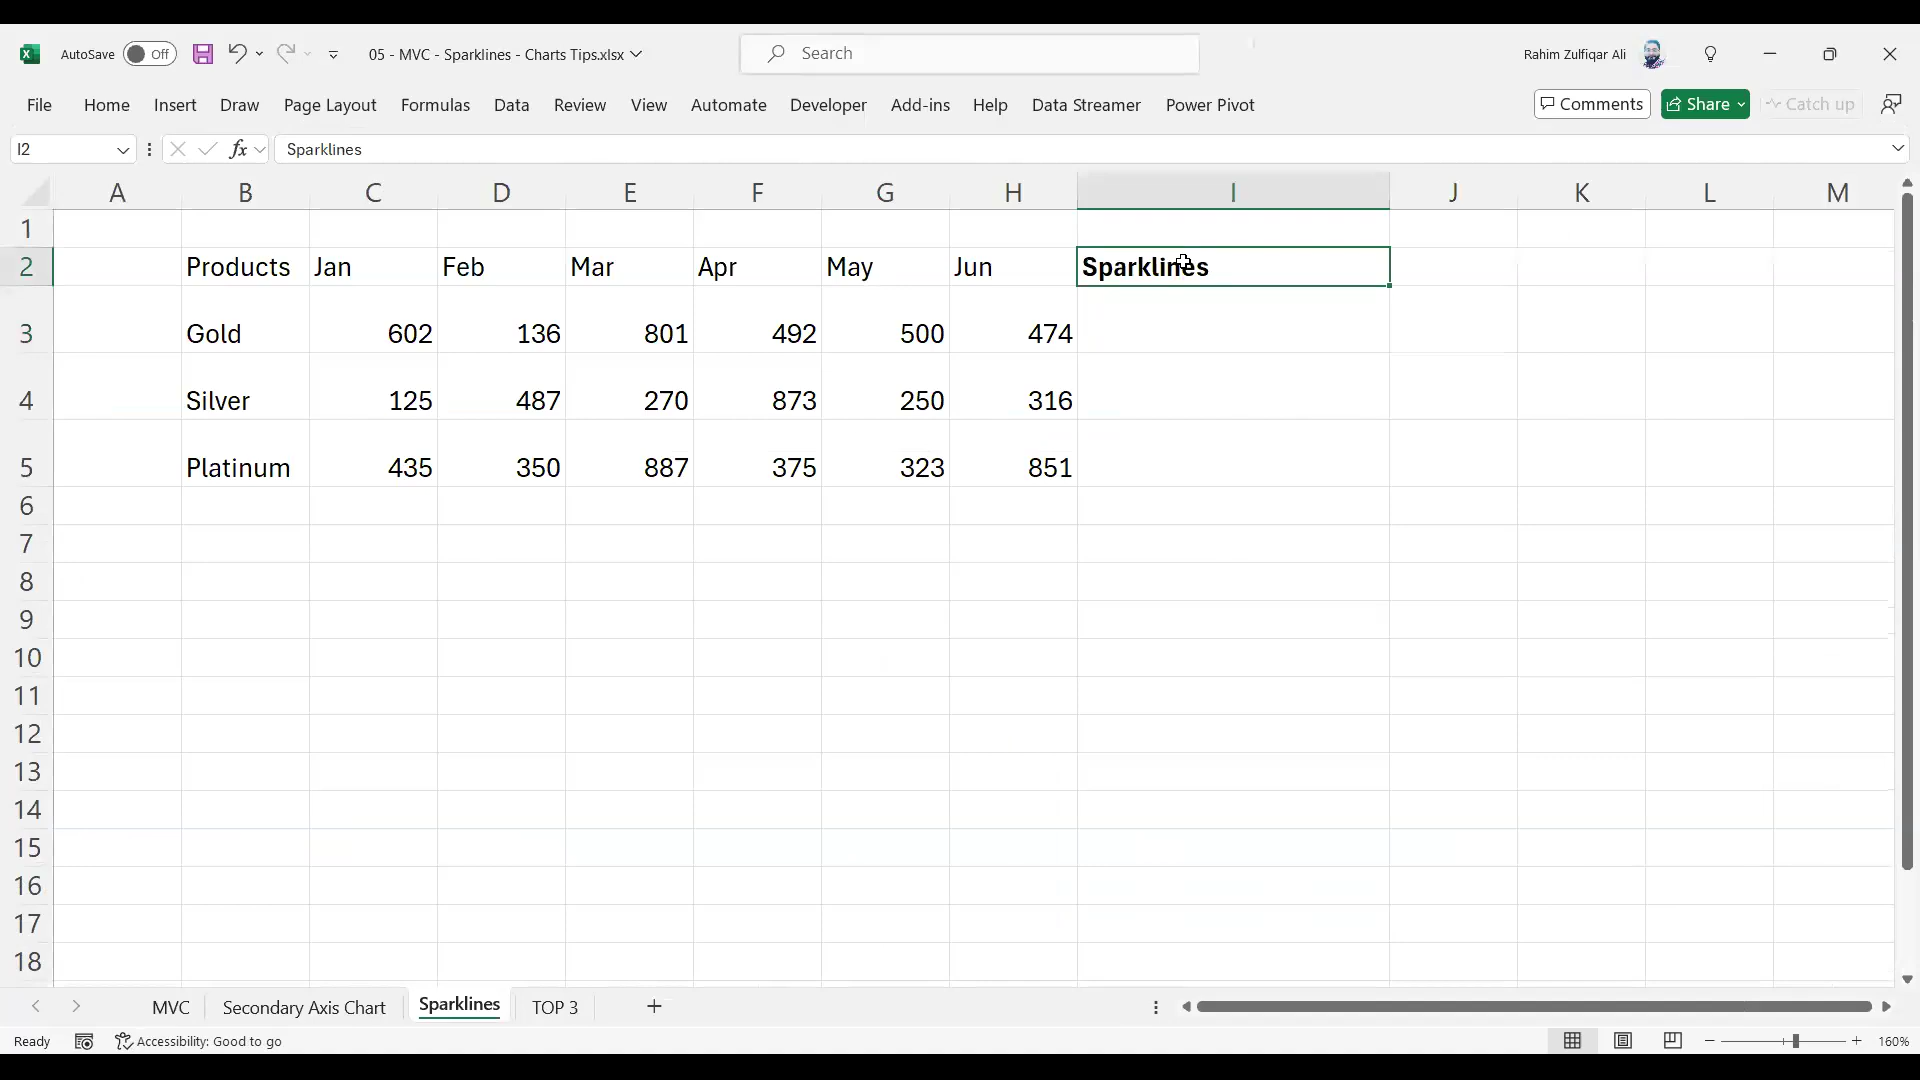 AutoSave Off 05 - MVC - Sparklines - Charts Tips.xlsx Search Rahim Zulfiqar Ali
File Home Insert Draw Page Layout Formulas Data Review View Automate Developer Add-ins Help Data Streamer Power Pivot Comments Share Catch up
I2 fx Sparklines
A B C D E F G H I J K L M
1
2 Products Jan Feb Mar Apr May Jun Sparklines
3 Gold 602 136 801 492 500 474
4 Silver 125 487 270 873 250 316
5 Platinum 435 350 887 375 323 851
6
7
8
9
10
11
12
13
14
15
16
17
18
MVC Secondary Axis Chart Sparklines TOP 3
Ready Accessibility: Good to go 160%